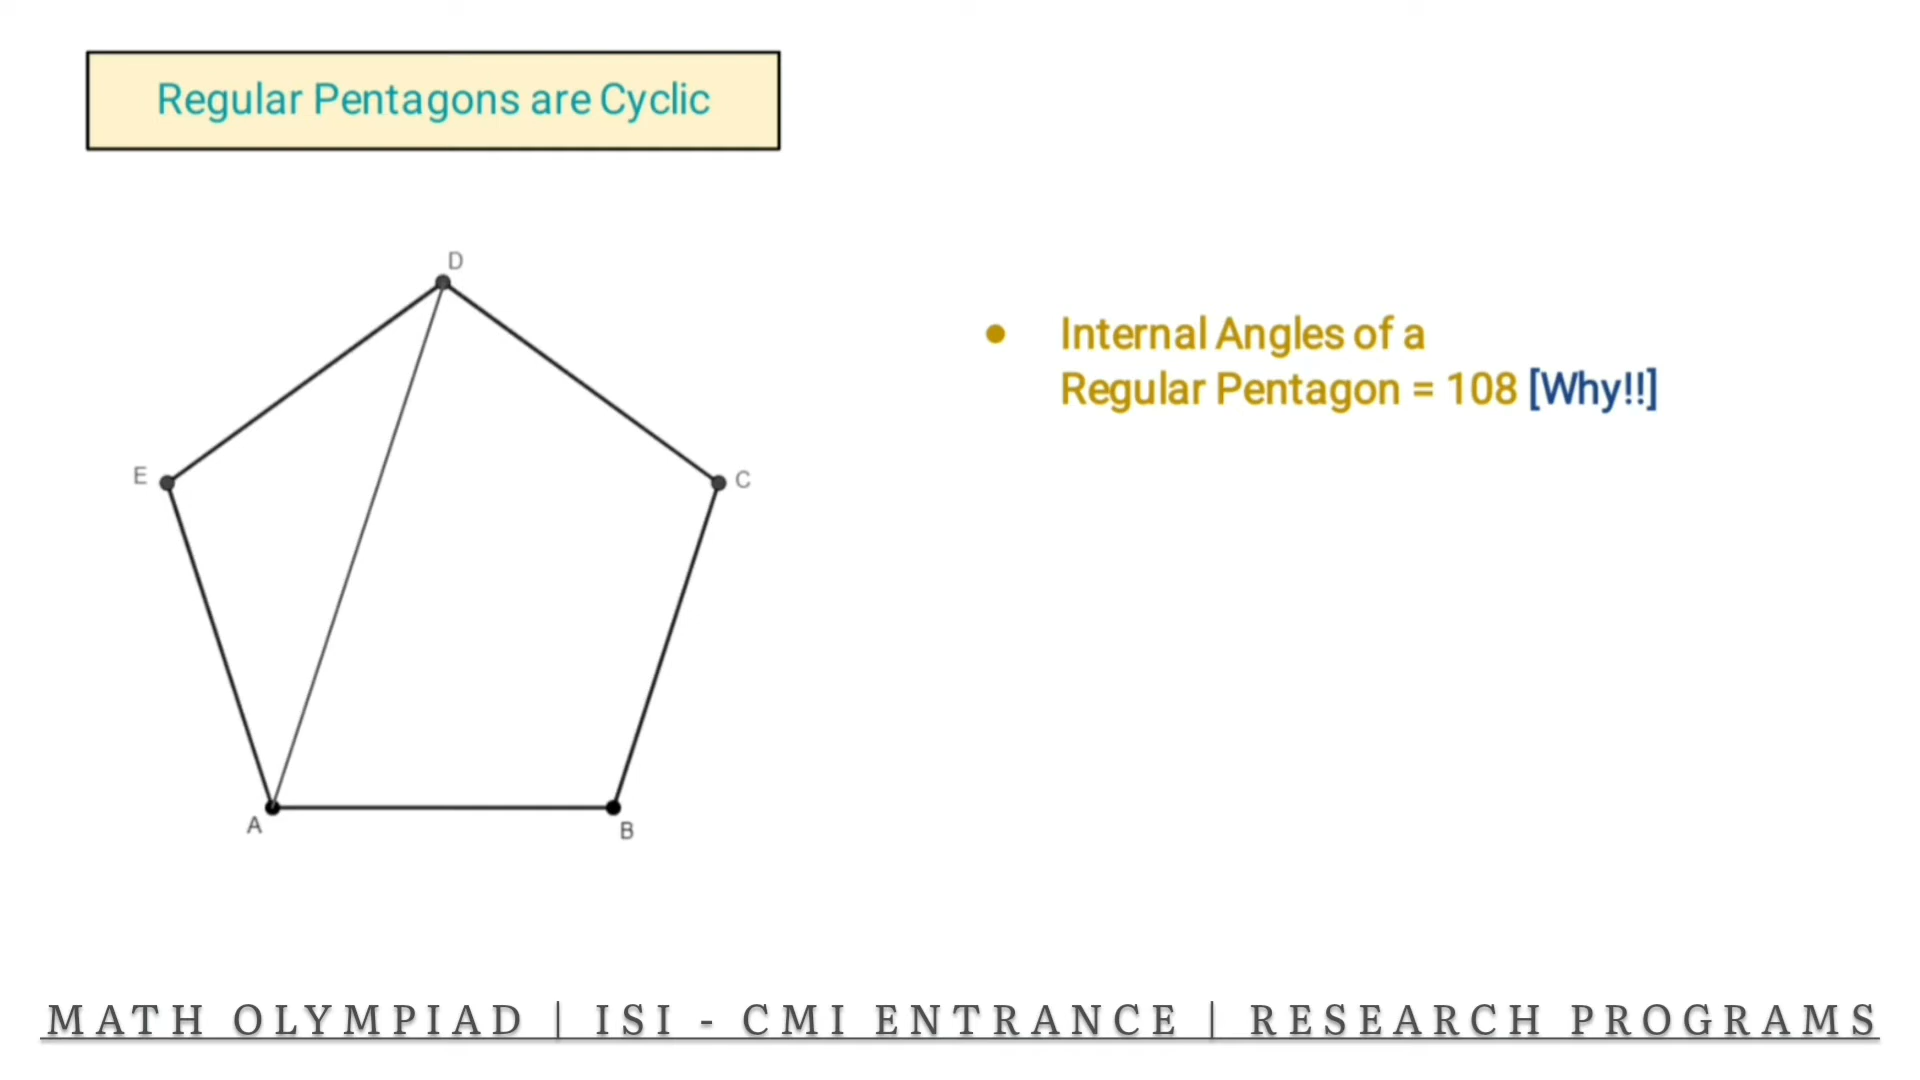 Regular Pentagons are Cyclic
D
E
C
A
B
● Internal Angles of a
Regular Pentagon = 108 [Why!!]
MATH OLYMPIAD | ISI - CMI ENTRANCE | RESEARCH PROGRAMS